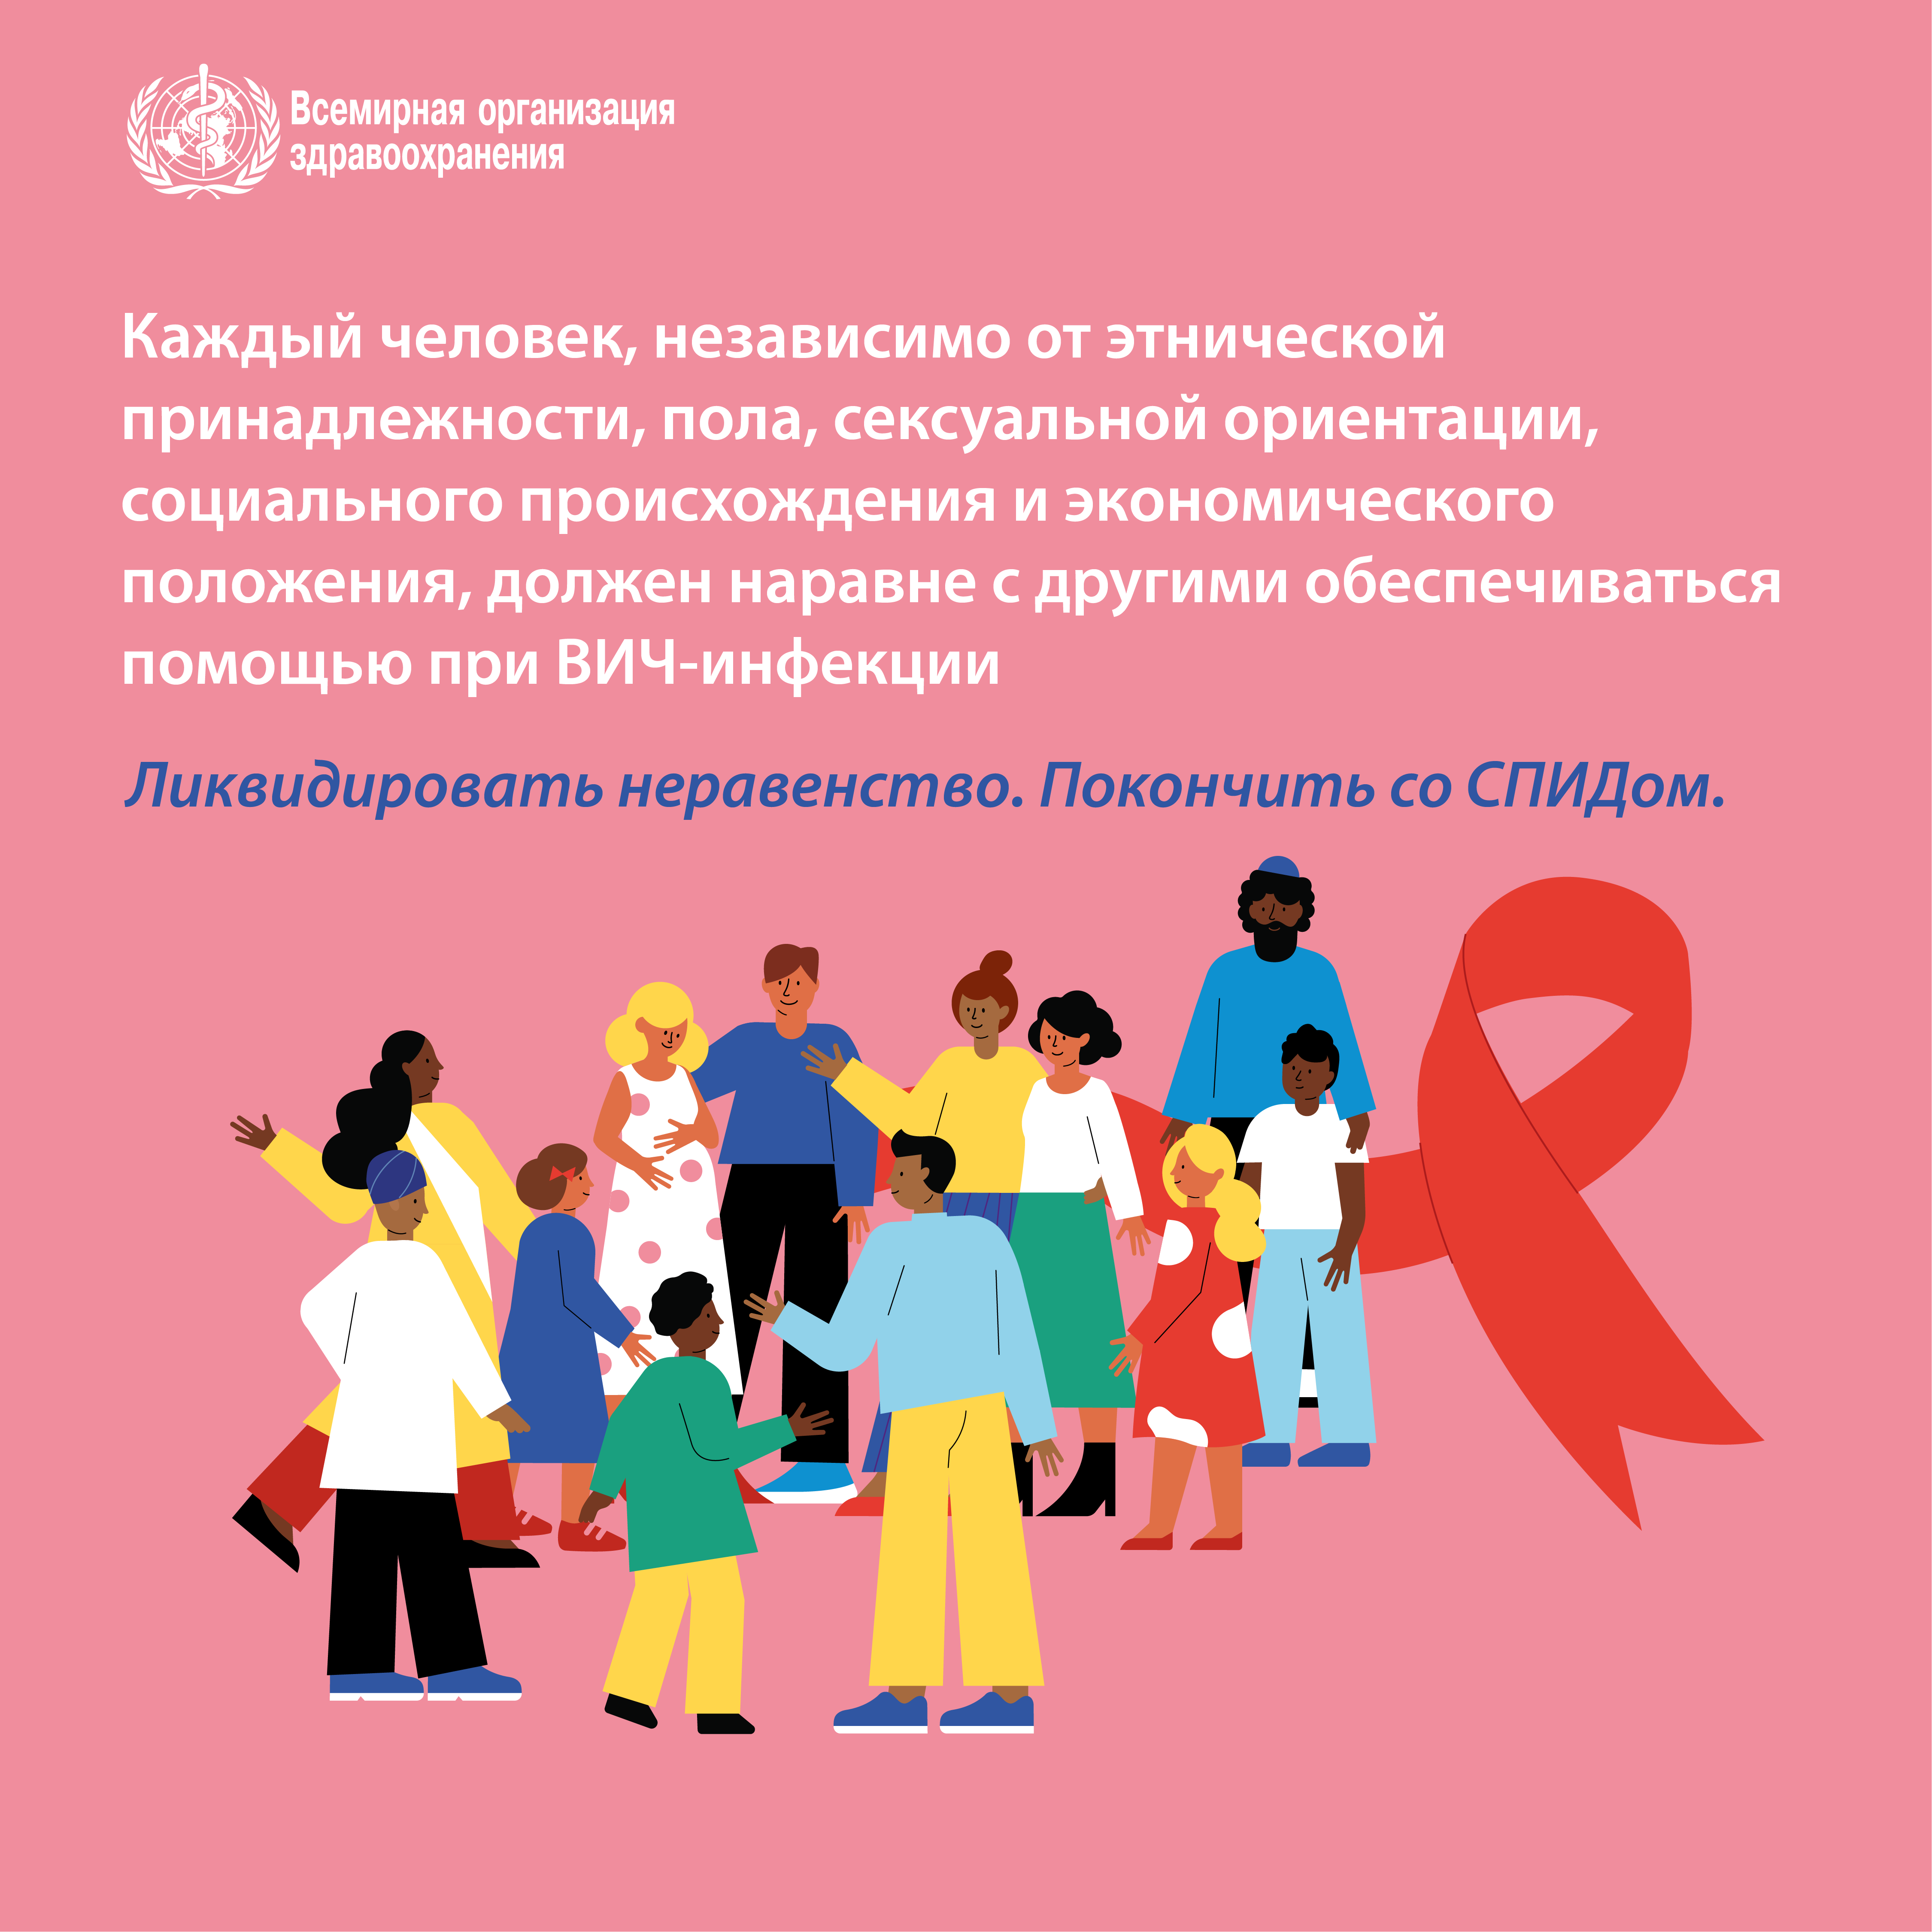 Всемирная организация
здравоохранения
Каждый человек, независимо от этнической
принадлежности, пола, сексуальной ориентации,
социального происхождения и экономического
положения, должен наравне с другими обеспечиваться
помощью при ВИЧ-инфекции
Ликвидировать неравенство. Покончить со СПИДом.